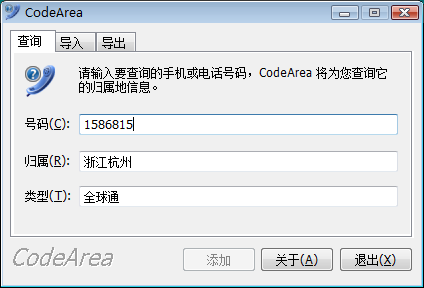 CodeArea
查询 导入 导出
请输入要查询的手机或电话号码，CodeArea 将为您查询它
的归属地信息。
号码(C): 1586815
归属(R): 浙江杭州
类型(T): 全球通
CodeArea 添加 关于(A) 退出(X)